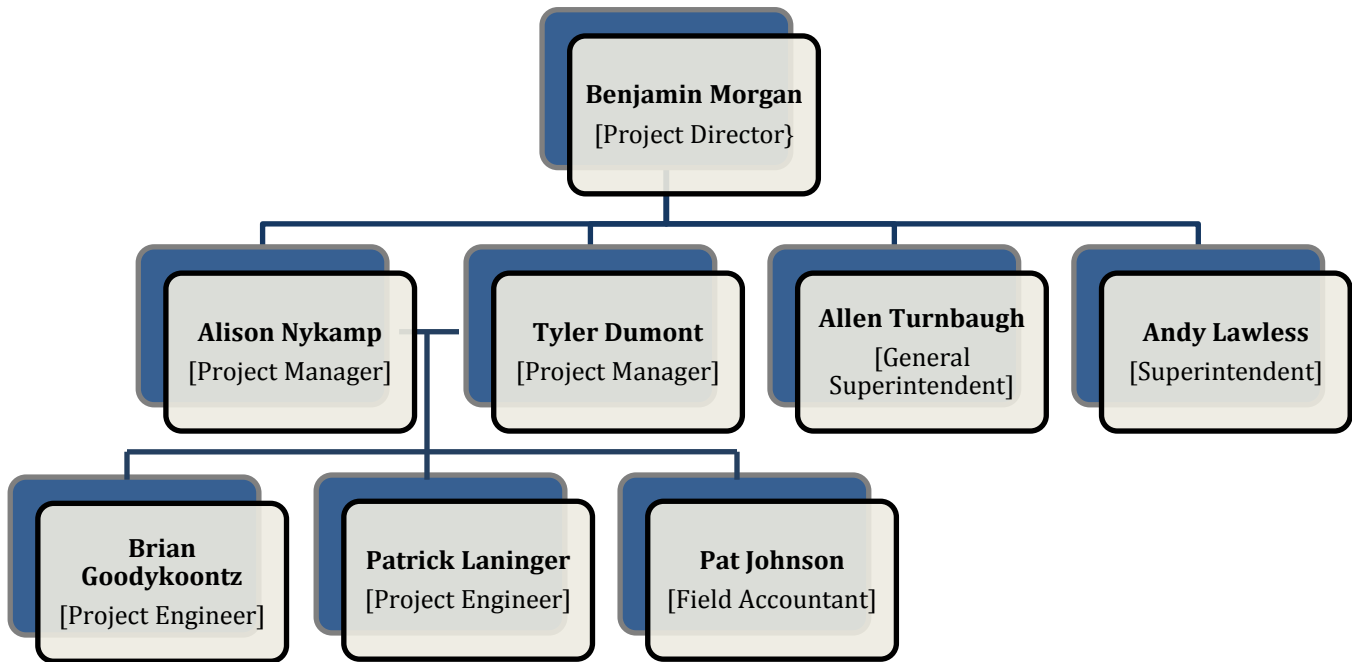 Benjamin Morgan
[Project Director}
Alison Nykamp
[Project Manager]
Tyler Dumont
[Project Manager]
Allen Turnbaugh
[General
Superintendent]
Andy Lawless
[Superintendent]
Brian
Goodykoontz
[Project Engineer]
Patrick Laninger
[Project Engineer]
Pat Johnson
[Field Accountant]